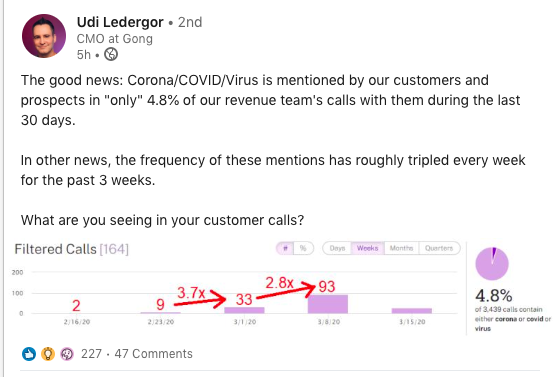 Udi Ledergor • 2nd
CMO at Gong
5h •
The good news: Corona/COVID/Virus is mentioned by our customers and
prospects in "only" 4.8% of our revenue team's calls with them during the last
30 days.
In other news, the frequency of these mentions has roughly tripled every week
for the past 3 weeks.
What are you seeing in your customer calls?
Filtered Calls [164]
# % Days Weeks Months Quarters
200
100
0
2 9 3.7x 33 2.8x 93
2/16/20 2/23/20 3/1/20 3/8/20 3/15/20
4.8%
of 3,439 calls contain
either corona or covid or
virus
227 · 47 Comments